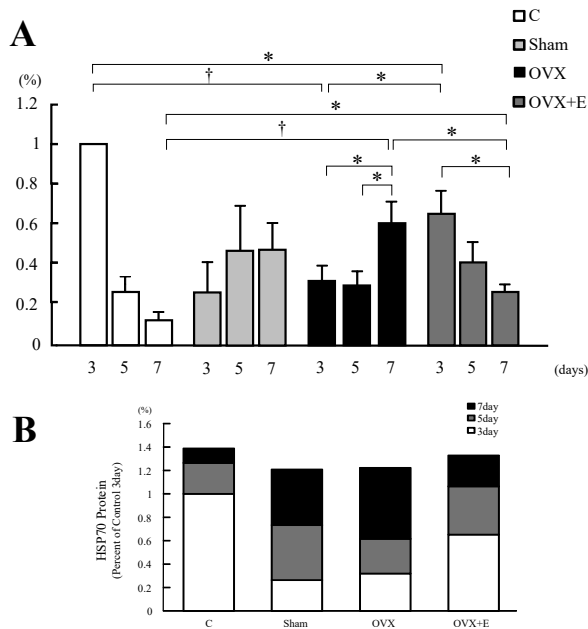 A
C
Sham
OVX
OVX+E
(%)
*
†
*
*
†
*
*
*
*
1.2
1
0.8
0.6
0.4
0.2
0
3 5 7 3 5 7 3 5 7 3 5 7 (days)
B
(%)
7day
5day
3day
HSP70 Protein
(Percent of Control 3day)
1.6
1.4
1.2
1
0.8
0.6
0.4
0.2
0
C Sham OVX OVX+E